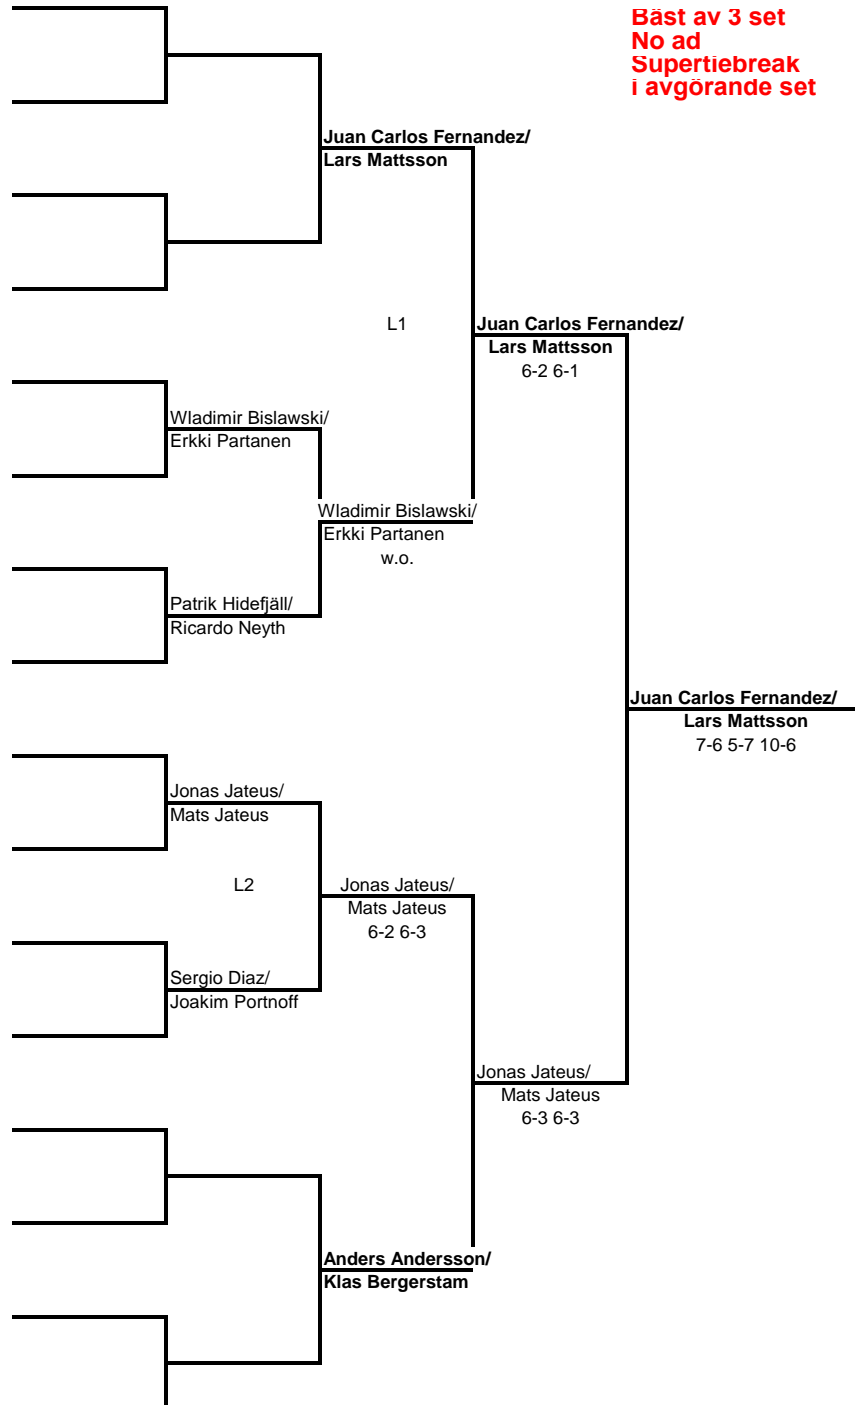 Bäst av 3 set
No ad
Supertiebreak
i avgörande set
Juan Carlos Fernandez/
Lars Mattsson
L1
Juan Carlos Fernandez/
Lars Mattsson
6-2 6-1
Wladimir Bislawski/
Erkki Partanen
Wladimir Bislawski/
Erkki Partanen
w.o.
Patrik Hidefjäll/
Ricardo Neyth
Juan Carlos Fernandez/
Lars Mattsson
7-6 5-7 10-6
Jonas Jateus/
Mats Jateus
L2
Jonas Jateus/
Mats Jateus
6-2 6-3
Sergio Diaz/
Joakim Portnoff
Jonas Jateus/
Mats Jateus
6-3 6-3
Anders Andersson/
Klas Bergerstam